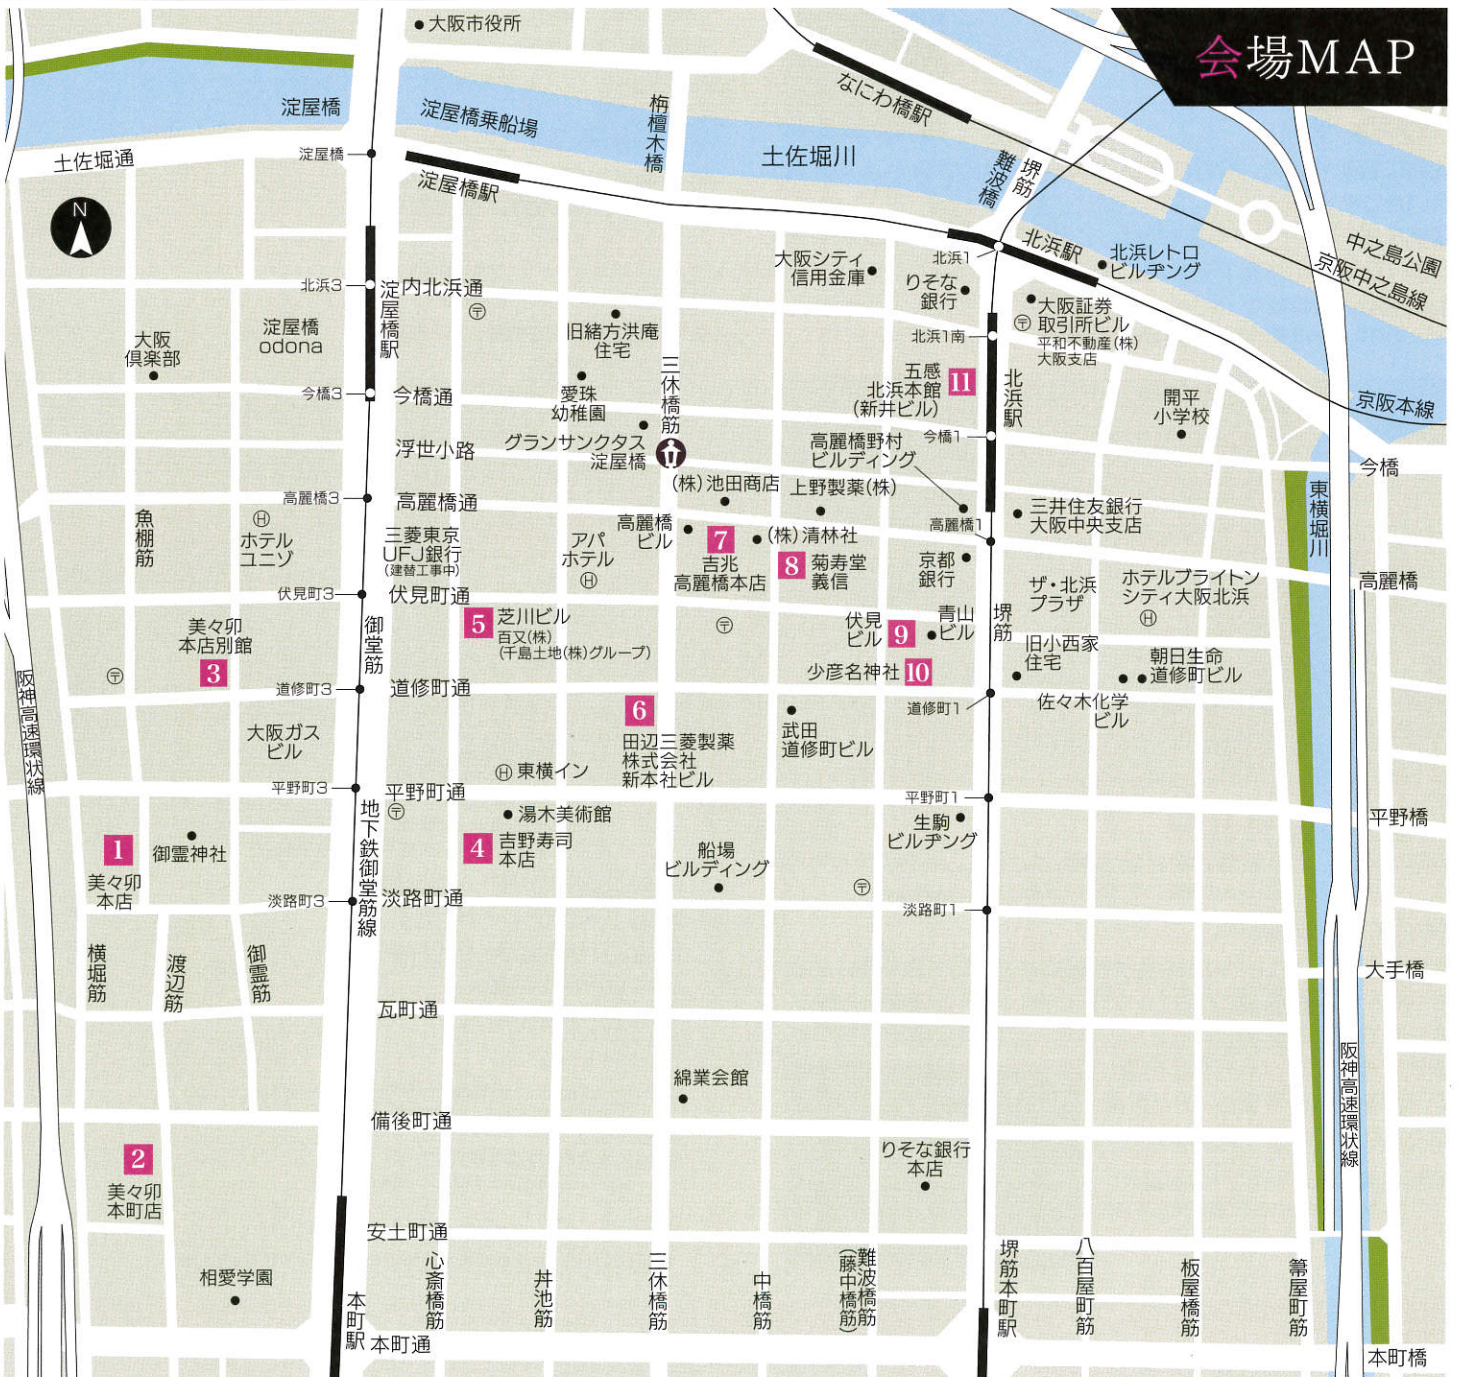 会場MAP
大阪市役所
淀屋橋
淀屋橋乗船場
栴檀木橋
なにわ橋駅
土佐堀川
難波橋
堺筋
土佐堀通
淀屋橋
淀屋橋駅
N
北浜1
北浜駅
北浜レトロ
ビルヂング
中之島公園
京阪中之島線
大阪シティ
信用金庫
りそな
銀行
大阪証券
取引所ビル
平和不動産(株)
大阪支店
〒
北浜3
内北浜通
淀屋橋駅
〒
旧緒方洪庵
住宅
北浜1南
大阪
倶楽部
淀屋橋
odona
三休橋筋
五感
北浜本館
(新井ビル)
11
北浜駅
開平
小学校
京阪本線
今橋3
今橋通
愛珠
幼稚園
浮世小路
グランサンクタス
淀屋橋
高麗橋野村
ビルディング
今橋1
今橋
東横堀川
(株)池田商店
上野製薬(株)
高麗橋3
高麗橋通
魚棚筋
H
ホテル
ユニゾ
三菱東京
UFJ銀行
(建替工事中)
アパ
ホテル
H
高麗橋
ビル
7
吉兆
高麗橋本店
(株)清林社
8
菊寿堂
義信
高麗橋1
三井住友銀行
大阪中央支店
京都
銀行
ザ・北浜
プラザ
ホテルブライトン
シティ大阪北浜
H
高麗橋
伏見町3
伏見町通
御堂筋
5
芝川ビル
百又(株)
(千島土地(株)グループ)
〒
伏見
ビル
9
青山
ビル
堺筋
旧小西家
住宅
朝日生命
道修町ビル
美々卯
本店別館
3
〒
少彦名神社
10
道修町3
道修町通
道修町1
佐々木化学
ビル
阪神高速環状線
大阪ガス
ビル
6
田辺三菱製薬
株式会社
新本社ビル
武田
道修町ビル
H
東横イン
平野町3
平野町通
〒
平野町1
平野橋
地下鉄御堂筋線
湯木美術館
生駒
ビルヂング
1
美々卯
本店
御霊神社
4
吉野寿司
本店
船場
ビルディング
〒
淡路町3
淡路町通
淡路町1
横堀筋
渡辺筋
御霊筋
大手橋
瓦町通
綿業会館
阪神高速環状線
備後町通
2
美々卯
本町店
りそな銀行
本店
安土町通
相愛学園
本町駅
心斎橋筋
丼池筋
三休橋筋
中橋筋
難波橋筋
(藤中橋筋)
堺筋本町駅
八百屋町筋
板屋橋筋
箒屋町筋
本町通
本町橋